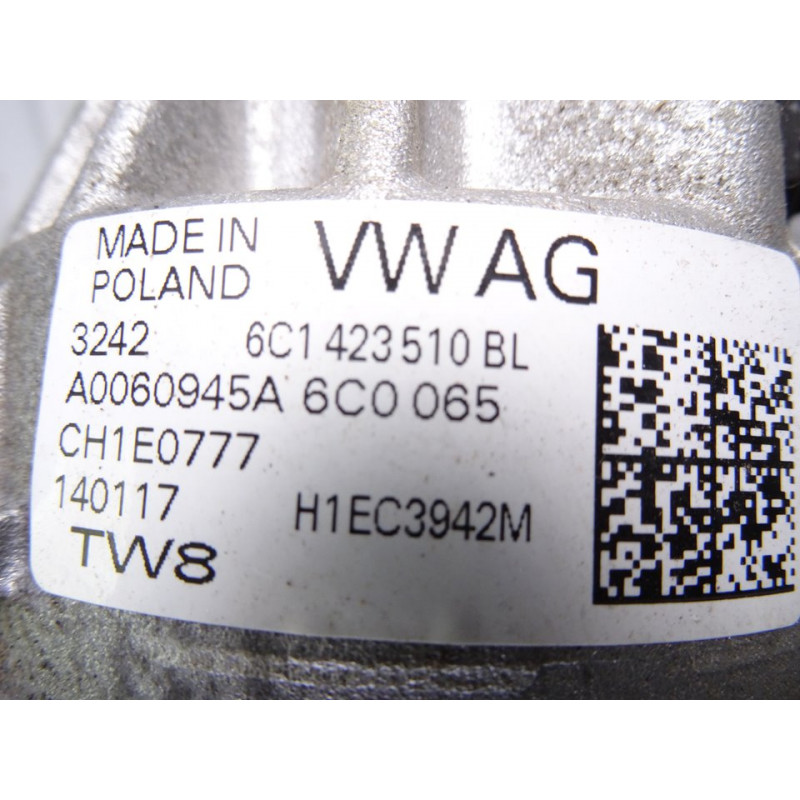 MADE IN VW AG
POLAND
3242 6C1 423 510 BL
A0060945A 6C0 065
CH1E0777
140117 H1EC3942M
TW8